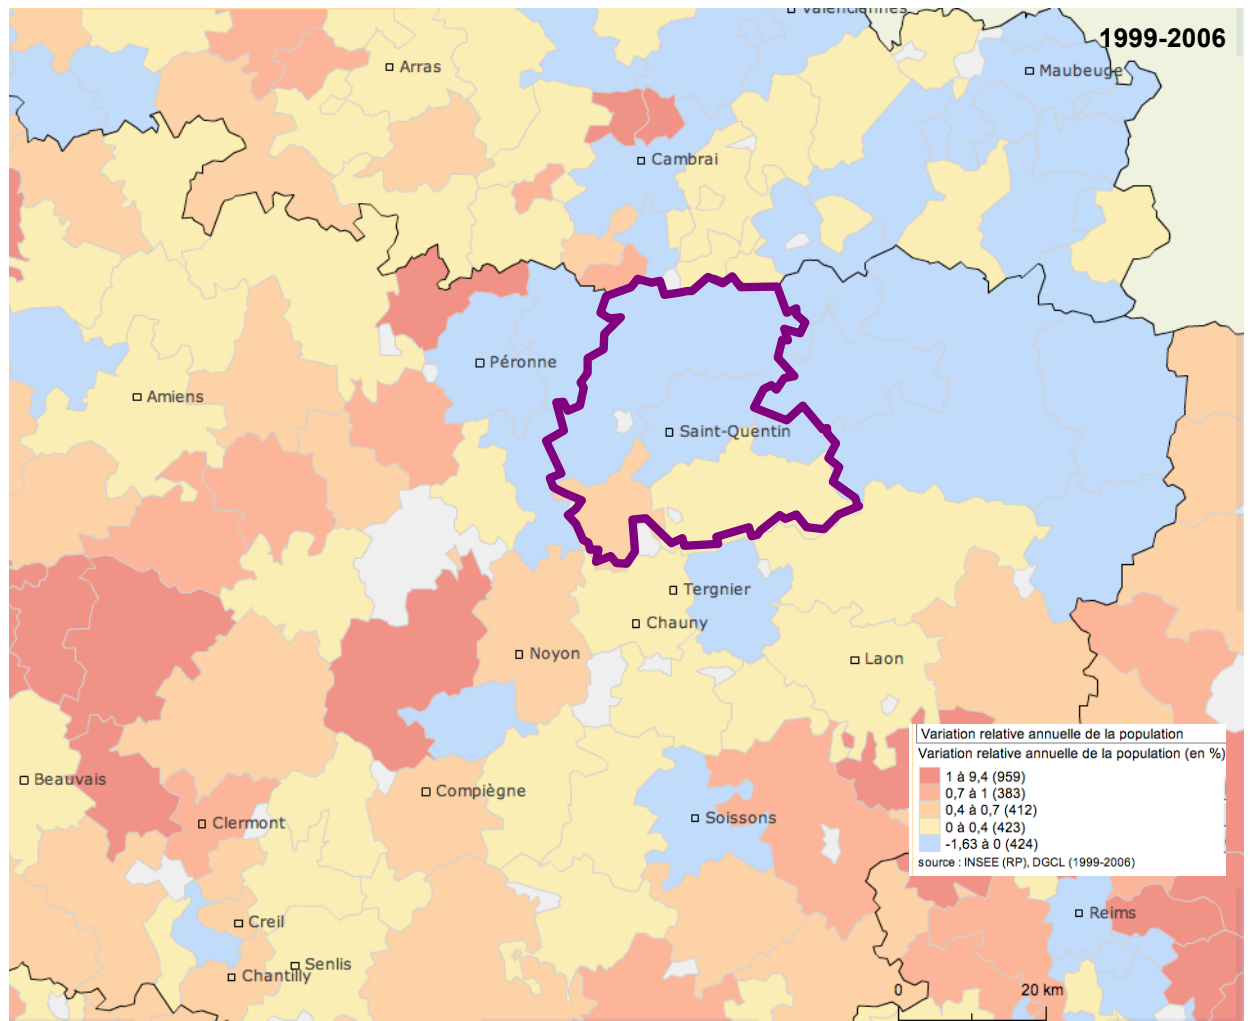 Valenciennes
1999-2006
Arras
Maubeuge
Cambrai
Péronne
Amiens
Saint-Quentin
Tergnier
Chauny
Noyon
Laon
Variation relative annuelle de la population
Variation relative annuelle de la population (en %)
1 à 9,4 (959)
0,7 à 1 (383)
0,4 à 0,7 (412)
0 à 0,4 (423)
-1,63 à 0 (424)
source : INSEE (RP), DGCL (1999-2006)
Beauvais
Compiègne
Clermont
Soissons
Reims
Creil
Senlis
Chantilly
0 20 km